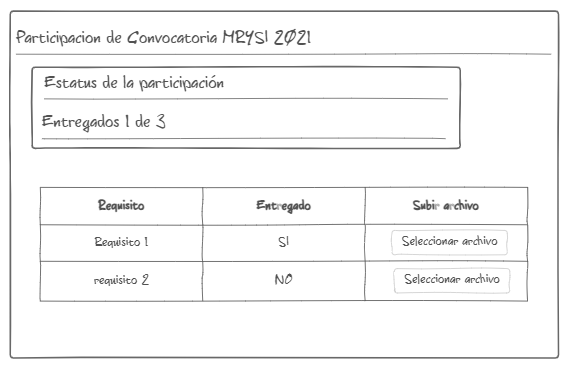 Participacion de Convocatoria MRYSI 2021
Estatus de la participación
Entregados 1 de 3
Requisito Entregado Subir archivo
Requisito 1 SI Seleccionar archivo
requisito 2 NO Seleccionar archivo